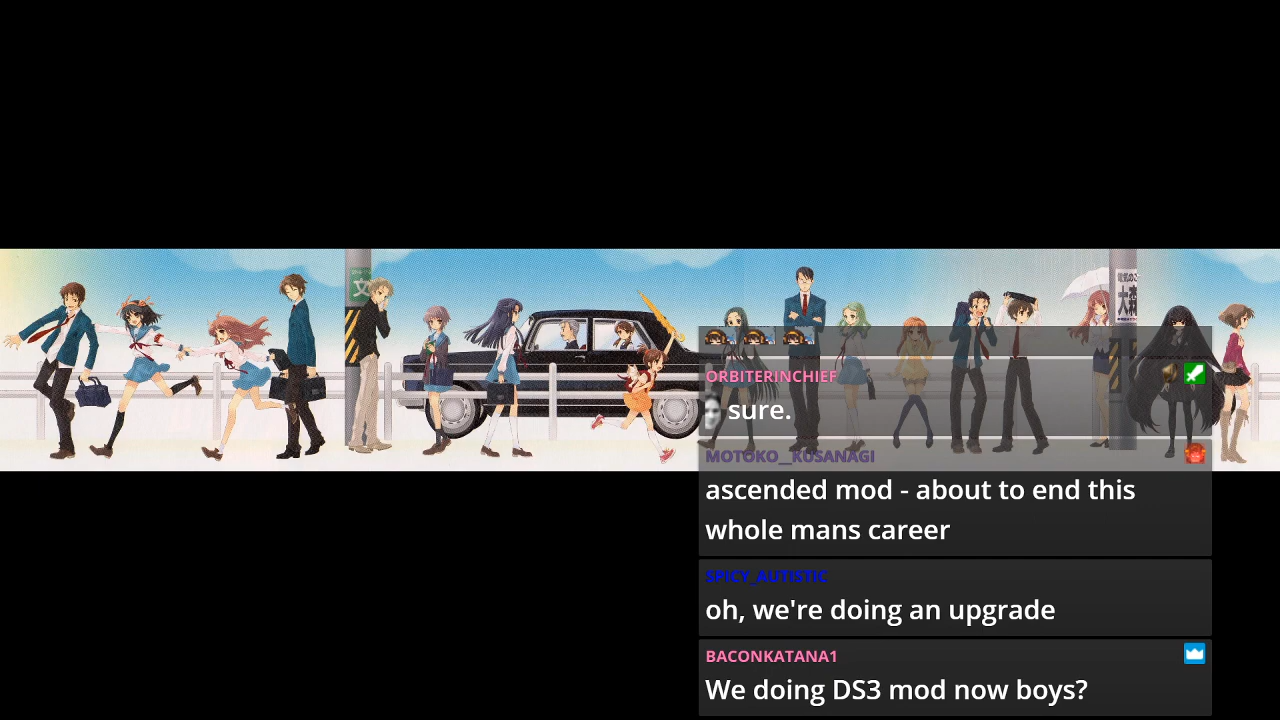 文
ORBITERINCHIEF
sure.
MOTOKO__KUSANAGI
ascended mod - about to end this
whole mans career
SPICY_AUTISTIC
oh, we're doing an upgrade
BACONKATANA1
We doing DS3 mod now boys?